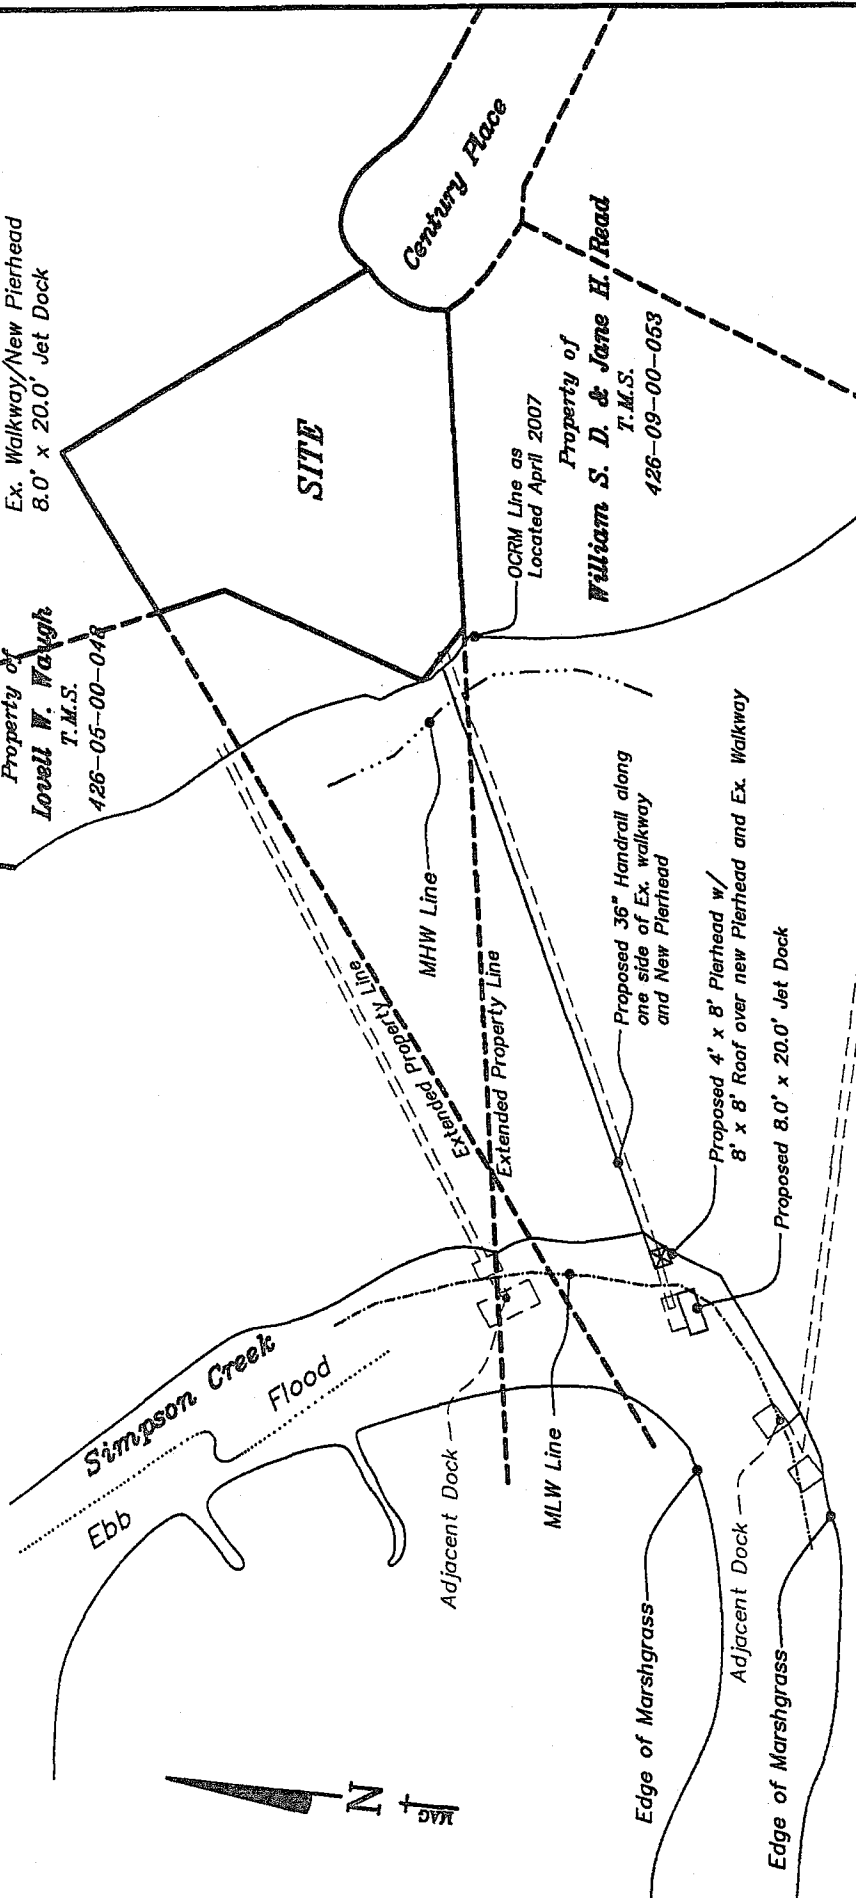 Ex. Walkway/New Pierhead
8.0' x 20.0' Jet Dock
Property of
Lovell W. Waugh
T.M.S.
426-05-00-048
Century Place
SITE
OCRM Line as
Located April 2007
Property of
William S. D. & Jane H. Read
T.M.S.
426-09-00-053
MHW Line
Extended Property Line
Extended Property Line
Proposed 36" Handrail along
one side of Ex. walkway
and New Pierhead
Proposed 4' x 8' Pierhead w/
8' x 8' Roof over new Pierhead and Ex. Walkway
Proposed 8.0' x 20.0' Jet Dock
Simpson Creek
Flood
Ebb
Adjacent Dock
MLW Line
Edge of Marshgrass
Adjacent Dock
Edge of Marshgrass
N
MAG